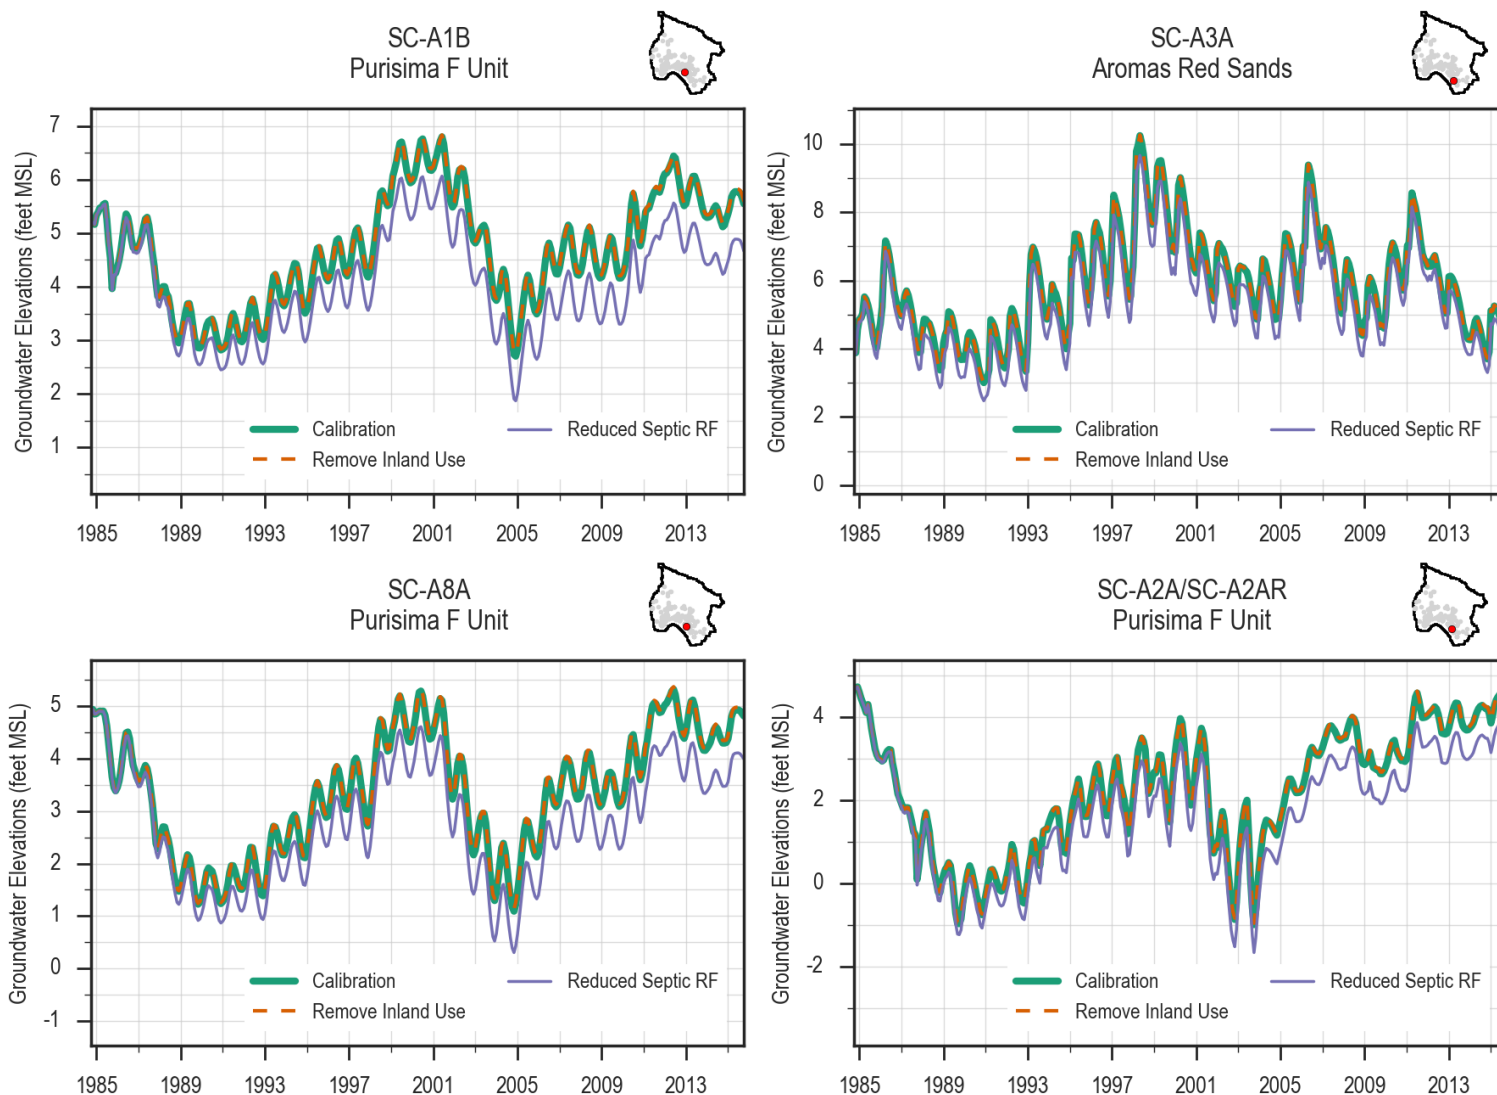 SC-A1B
Purisima F Unit
Groundwater Elevations (feet MSL)
7
6
5
4
3
2
1
Calibration
Remove Inland Use
Reduced Septic RF
1985 1989 1993 1997 2001 2005 2009 2013
SC-A3A
Aromas Red Sands
Groundwater Elevations (feet MSL)
10
8
6
4
2
0
Calibration
Remove Inland Use
Reduced Septic RF
1985 1989 1993 1997 2001 2005 2009 2013
SC-A8A
Purisima F Unit
Groundwater Elevations (feet MSL)
5
4
3
2
1
0
-1
Calibration
Remove Inland Use
Reduced Septic RF
1985 1989 1993 1997 2001 2005 2009 2013
SC-A2A/SC-A2AR
Purisima F Unit
Groundwater Elevations (feet MSL)
4
2
0
-2
Calibration
Remove Inland Use
Reduced Septic RF
1985 1989 1993 1997 2001 2005 2009 2013